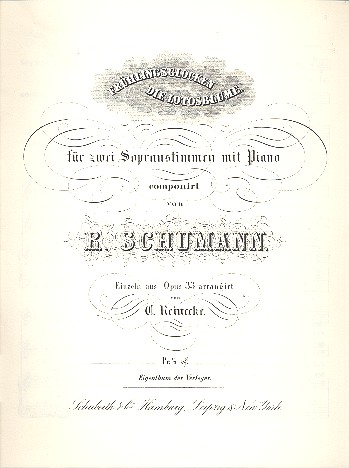 FRÜHLINGSGLOCKEN
DIE LOTOSBLUME
für zwei Sopranstimmen mit Piano
componirt
von
R. SCHUMANN.
Einzeln aus Opus 33 arrangirt
von
C. Reinecke.
Eigenthum der Verleger.
Schuberth & Co. Hamburg, Leipzig & New-York.